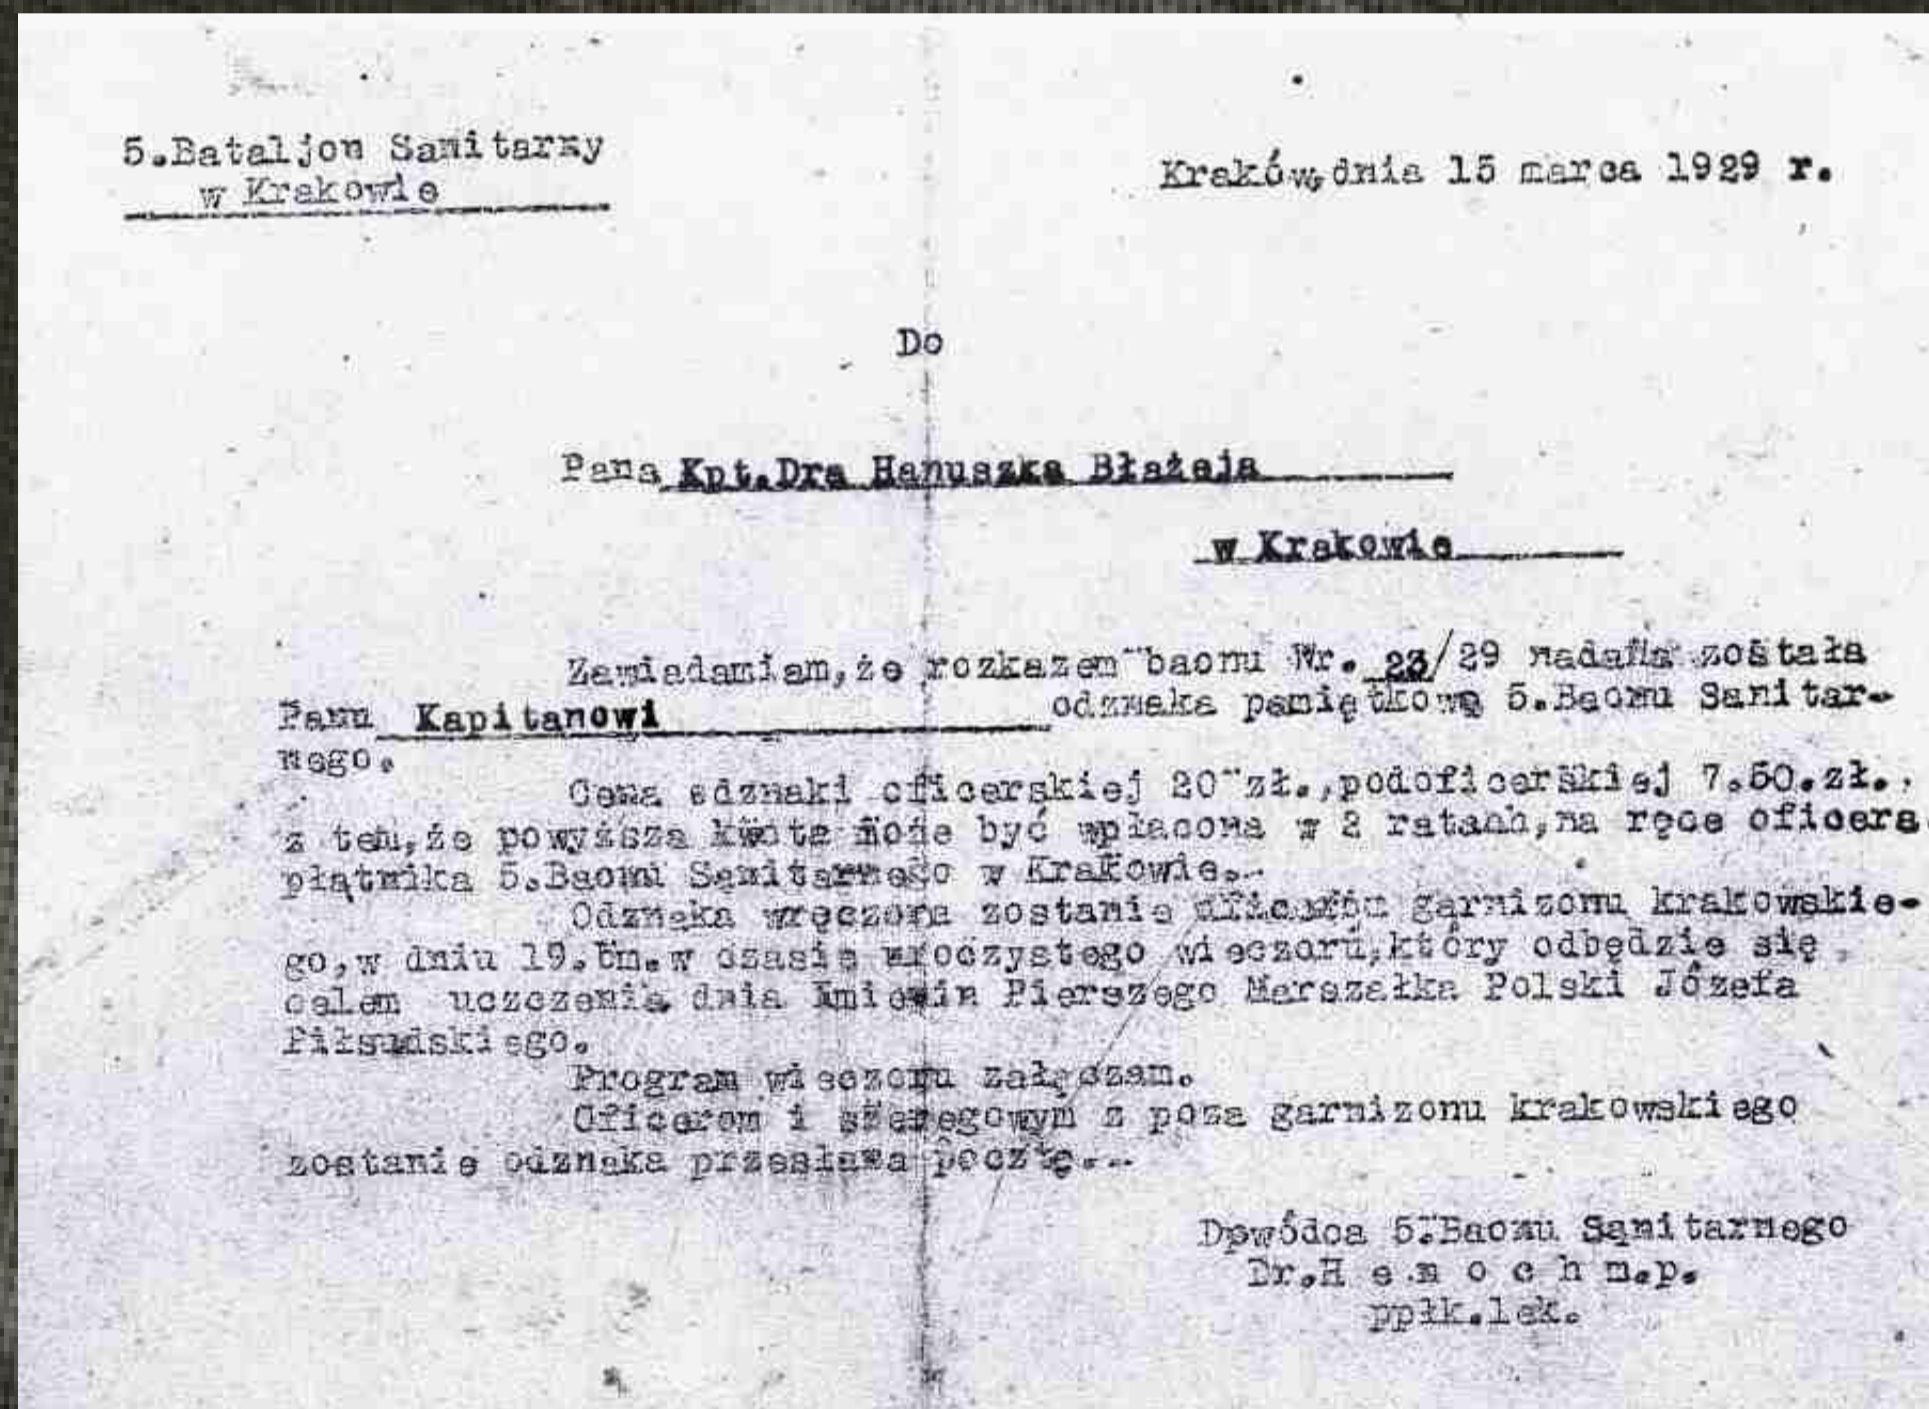 5.Bataljon Sanitarny
w Krakowie
Kraków,dnia 15 marca 1929 r.
Do
Pana Kpt.Dra Hanuszka Błażeja
w Krakowie
Zawiadamiam,że rozkazem baonu Nr. 23/29 nadana została
Panu Kapitanowi odznaka pamiętkowa 5.Baonu Sanitar-
nego.
Cena odznaki oficerskiej 20 zł.,podoficerskiej 7.50.zł.,
z tem,że powyższa kwota może być wpłacona w 2 ratach,na ręce oficera
płatnika 5.Baonu Sanitarnego w Krakowie.-
Odznaka wręczona zostanie oficerom garnizonu krakowskie-
go,w dniu 19.bm.w czasie uroczystego wieczoru,który odbędzie się
celem uczczenia dnia Imienin Pierszego Marszałka Polski Józefa
Piłsudskiego.
Program wieczoru załączam.
Oficerom i szeregowym z poza garnizonu krakowskiego
zostanie odznaka przesłana pocztą.--
Dowódca 5.Baonu Sanitarnego
Dr.H e n o c h m.p.
ppłk.lek.